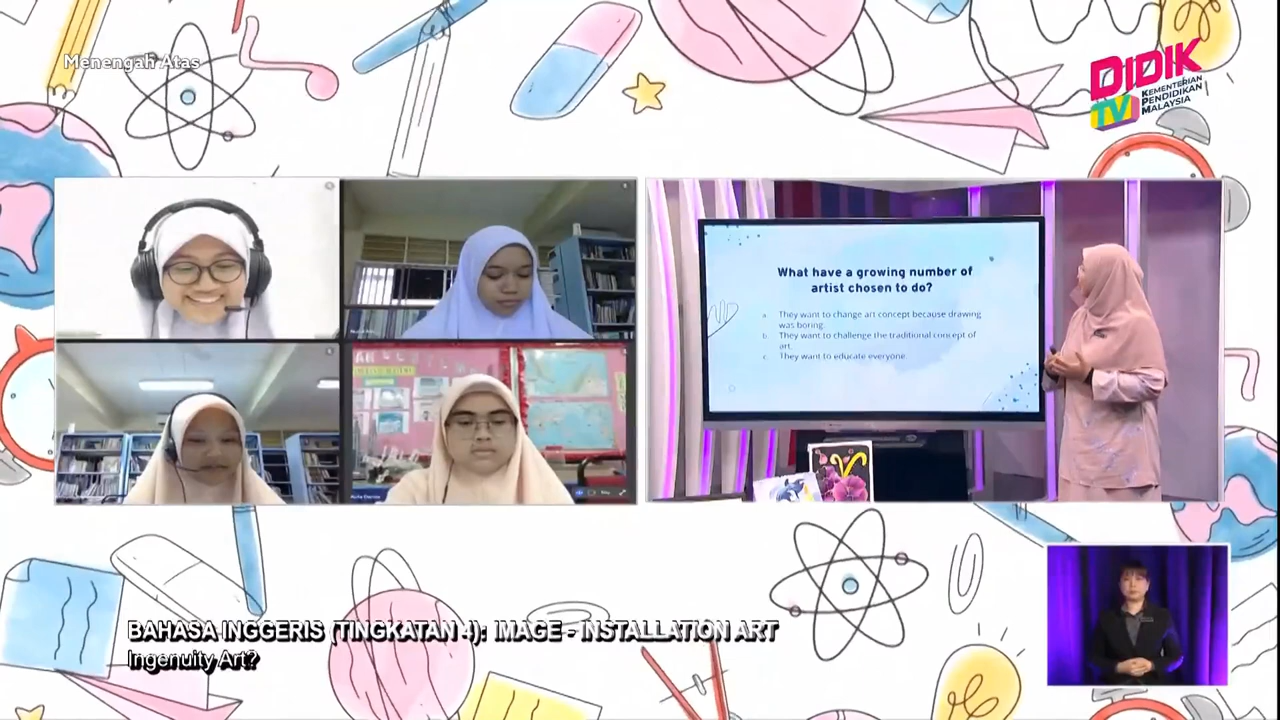 Menengah Atas
DIDIK
TV
KEMENTERIAN
PENDIDIKAN
MALAYSIA
What have a growing number of
artist chosen to do?
a They want to change art concept because drawing
was boring.
b They want to challenge the traditional concept of
art.
c They want to educate everyone.
BAHASA INGGERIS (TINGKATAN 4): IMAGE - INSTALLATION ART
Ingenuity Art?